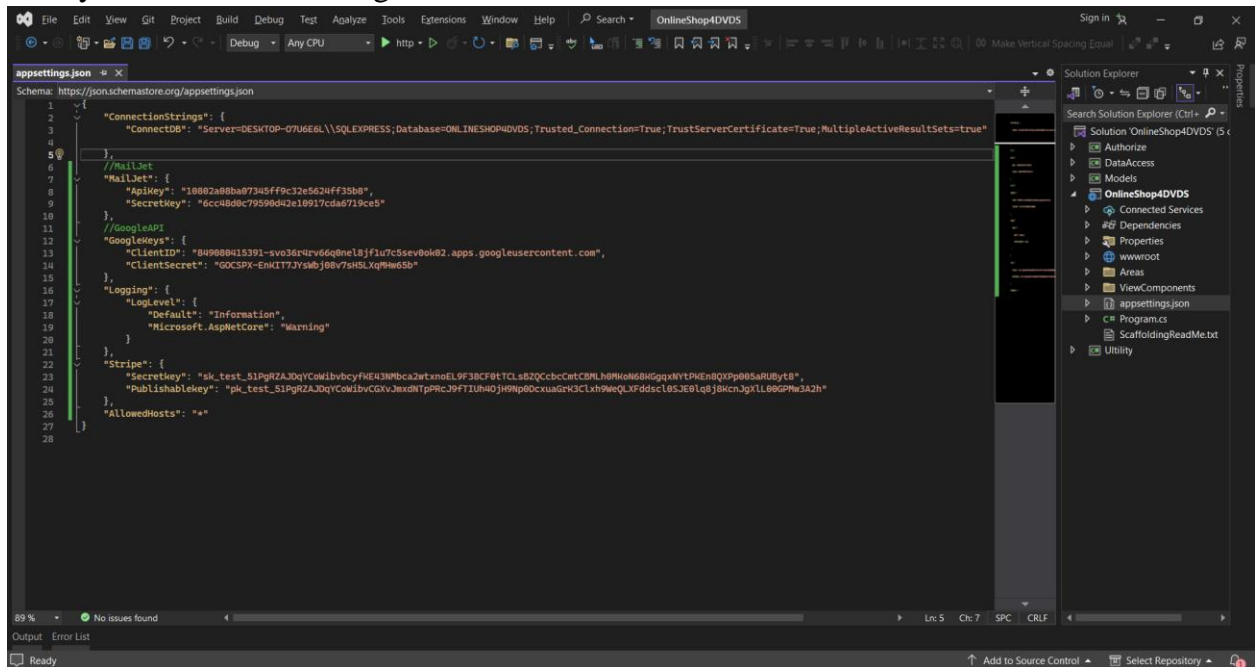 File Edit View Git Project Build Debug Test Analyze Tools Extensions Window Help Search OnlineShop4DVDS Sign in
Debug Any CPU http Make Vertical Spacing Equal
appsettings.json
Schema: https://json.schemastore.org/appsettings.json
1 {
2 "ConnectionStrings": {
3 "ConnectDB": "Server=;Database=ONLINESHOP4DVDS;Trusted_Connection=True;TrustServerCertificate=True;MultipleActiveResultSets=true"
4
5 },
6 //MailJet
7 "MailJet": {
8 "ApiKey": "",
9 "SecretKey": ""
10 },
11 //GoogleAPI
12 "GoogleKeys": {
13 "ClientID": "",
14 "ClientSecret": ""
15 },
16 "Logging": {
17 "LogLevel": {
18 "Default": "Information",
19 "Microsoft.AspNetCore": "Warning"
20 }
21 },
22 "Stripe": {
23 "Secretkey": "",
24 "Publishablekey": ""
25 },
26 "AllowedHosts": "*"
27 }
28
Solution Explorer
Search Solution Explorer (Ctrl+
Solution 'OnlineShop4DVDS' (5
Authorize
DataAccess
Models
OnlineShop4DVDS
Connected Services
Dependencies
Properties
wwwroot
Areas
ViewComponents
appsettings.json
C# Program.cs
ScaffoldingReadMe.txt
Ultility
Properties
89 % No issues found Ln: 5 Ch: 7 SPC CRLF
Output Error List
Ready Add to Source Control Select Repository